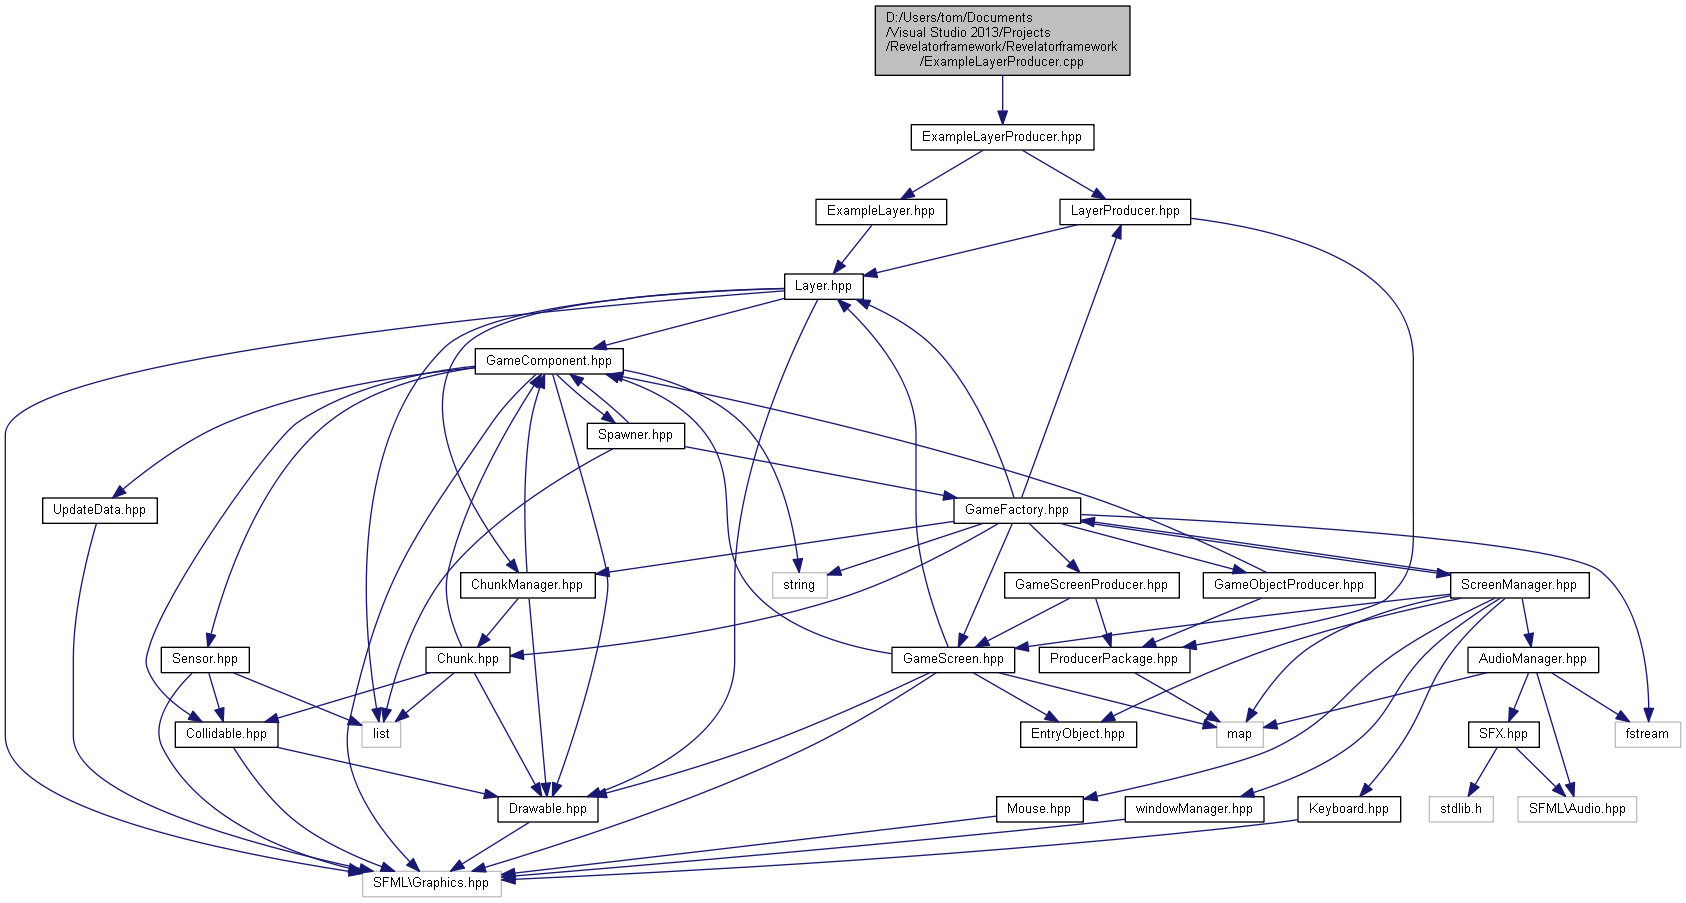 D:/Users/tom/Documents
/Visual Studio 2013/Projects
/Revelatorframework/Revelatorframework
/ExampleLayerProducer.cpp
ExampleLayerProducer.hpp
ExampleLayer.hpp
LayerProducer.hpp
Layer.hpp
GameComponent.hpp
Spawner.hpp
UpdateData.hpp
GameFactory.hpp
ChunkManager.hpp
string
GameScreenProducer.hpp
GameObjectProducer.hpp
ScreenManager.hpp
Sensor.hpp
Chunk.hpp
GameScreen.hpp
ProducerPackage.hpp
AudioManager.hpp
Collidable.hpp
list
EntryObject.hpp
map
SFX.hpp
fstream
Drawable.hpp
Mouse.hpp
windowManager.hpp
Keyboard.hpp
stdlib.h
SFML\Audio.hpp
SFML\Graphics.hpp